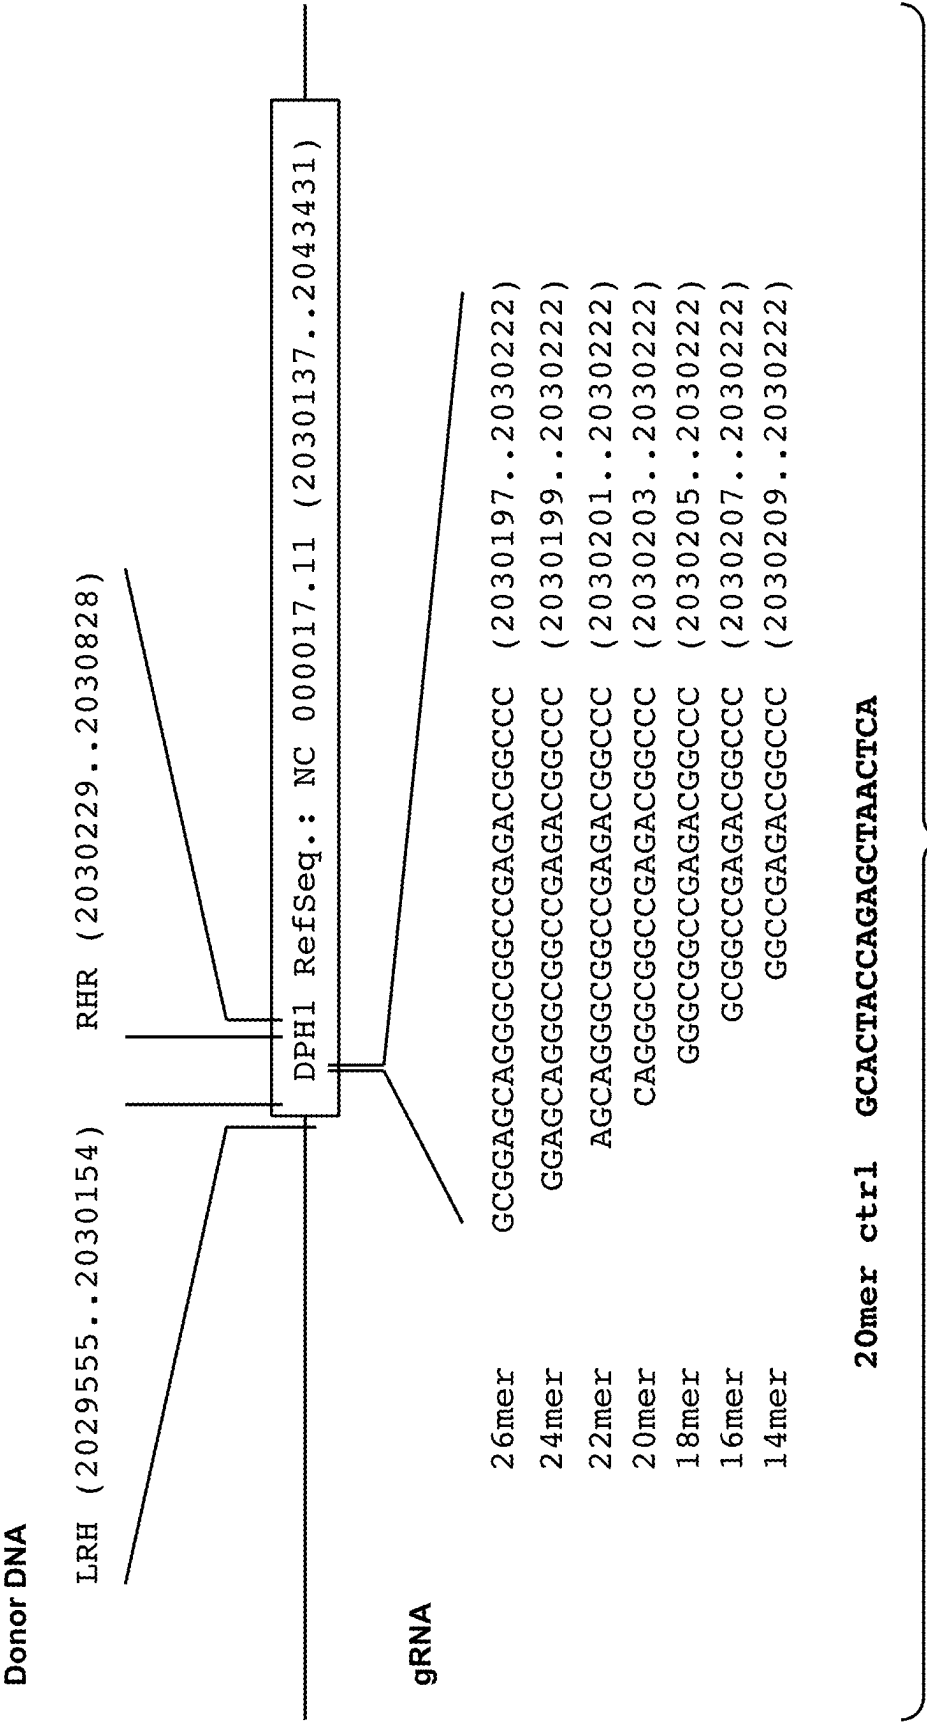 Donor DNA
LRH (2029555..2030154)
RHR (2030229..2030828)
DPH1 RefSeq.: NC 000017.11 (2030137..2043431)
gRNA
26mer GCGGAGCAGGGCGGCCGAGACGGCCC (2030197..2030222)
24mer GGAGCAGGGCGGCCGAGACGGCCC (2030199..2030222)
22mer AGCAGGGCGGCCGAGACGGCCC (2030201..2030222)
20mer CAGGGCGGCCGAGACGGCCC (2030203..2030222)
18mer GGGCGGCCGAGACGGCCC (2030205..2030222)
16mer GCGGCCGAGACGGCCC (2030207..2030222)
14mer GGCCGAGACGGCCC (2030209..2030222)
20mer ctrl GCACTACCAGAGCTAACTCA